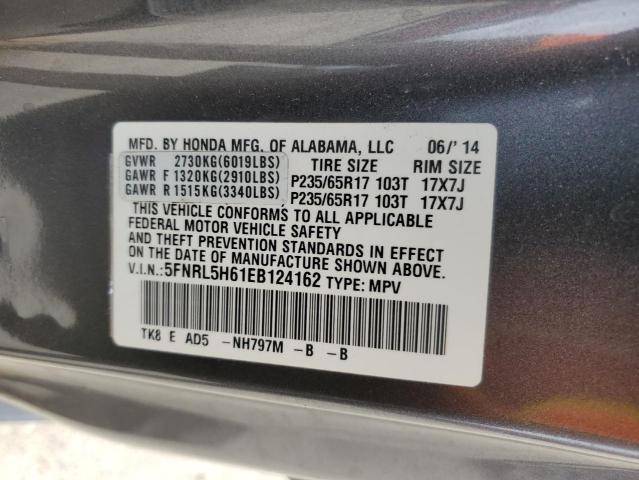 MFD. BY HONDA MFG. OF ALABAMA, LLC 06/' 14
GVWR 2730KG(6019LBS) TIRE SIZE RIM SIZE
GAWR F 1320KG(2910LBS) P235/65R17 103T 17X7J
GAWR R 1515KG(3340LBS) P235/65R17 103T 17X7J
THIS VEHICLE CONFORMS TO ALL APPLICABLE
FEDERAL MOTOR VEHICLE SAFETY
AND THEFT PREVENTION STANDARDS IN EFFECT
ON THE DATE OF MANUFACTURE SHOWN ABOVE.
V.I.N.:5FNRL5H61EB124162 TYPE: MPV
TK8 E AD5 -NH797M -B -B